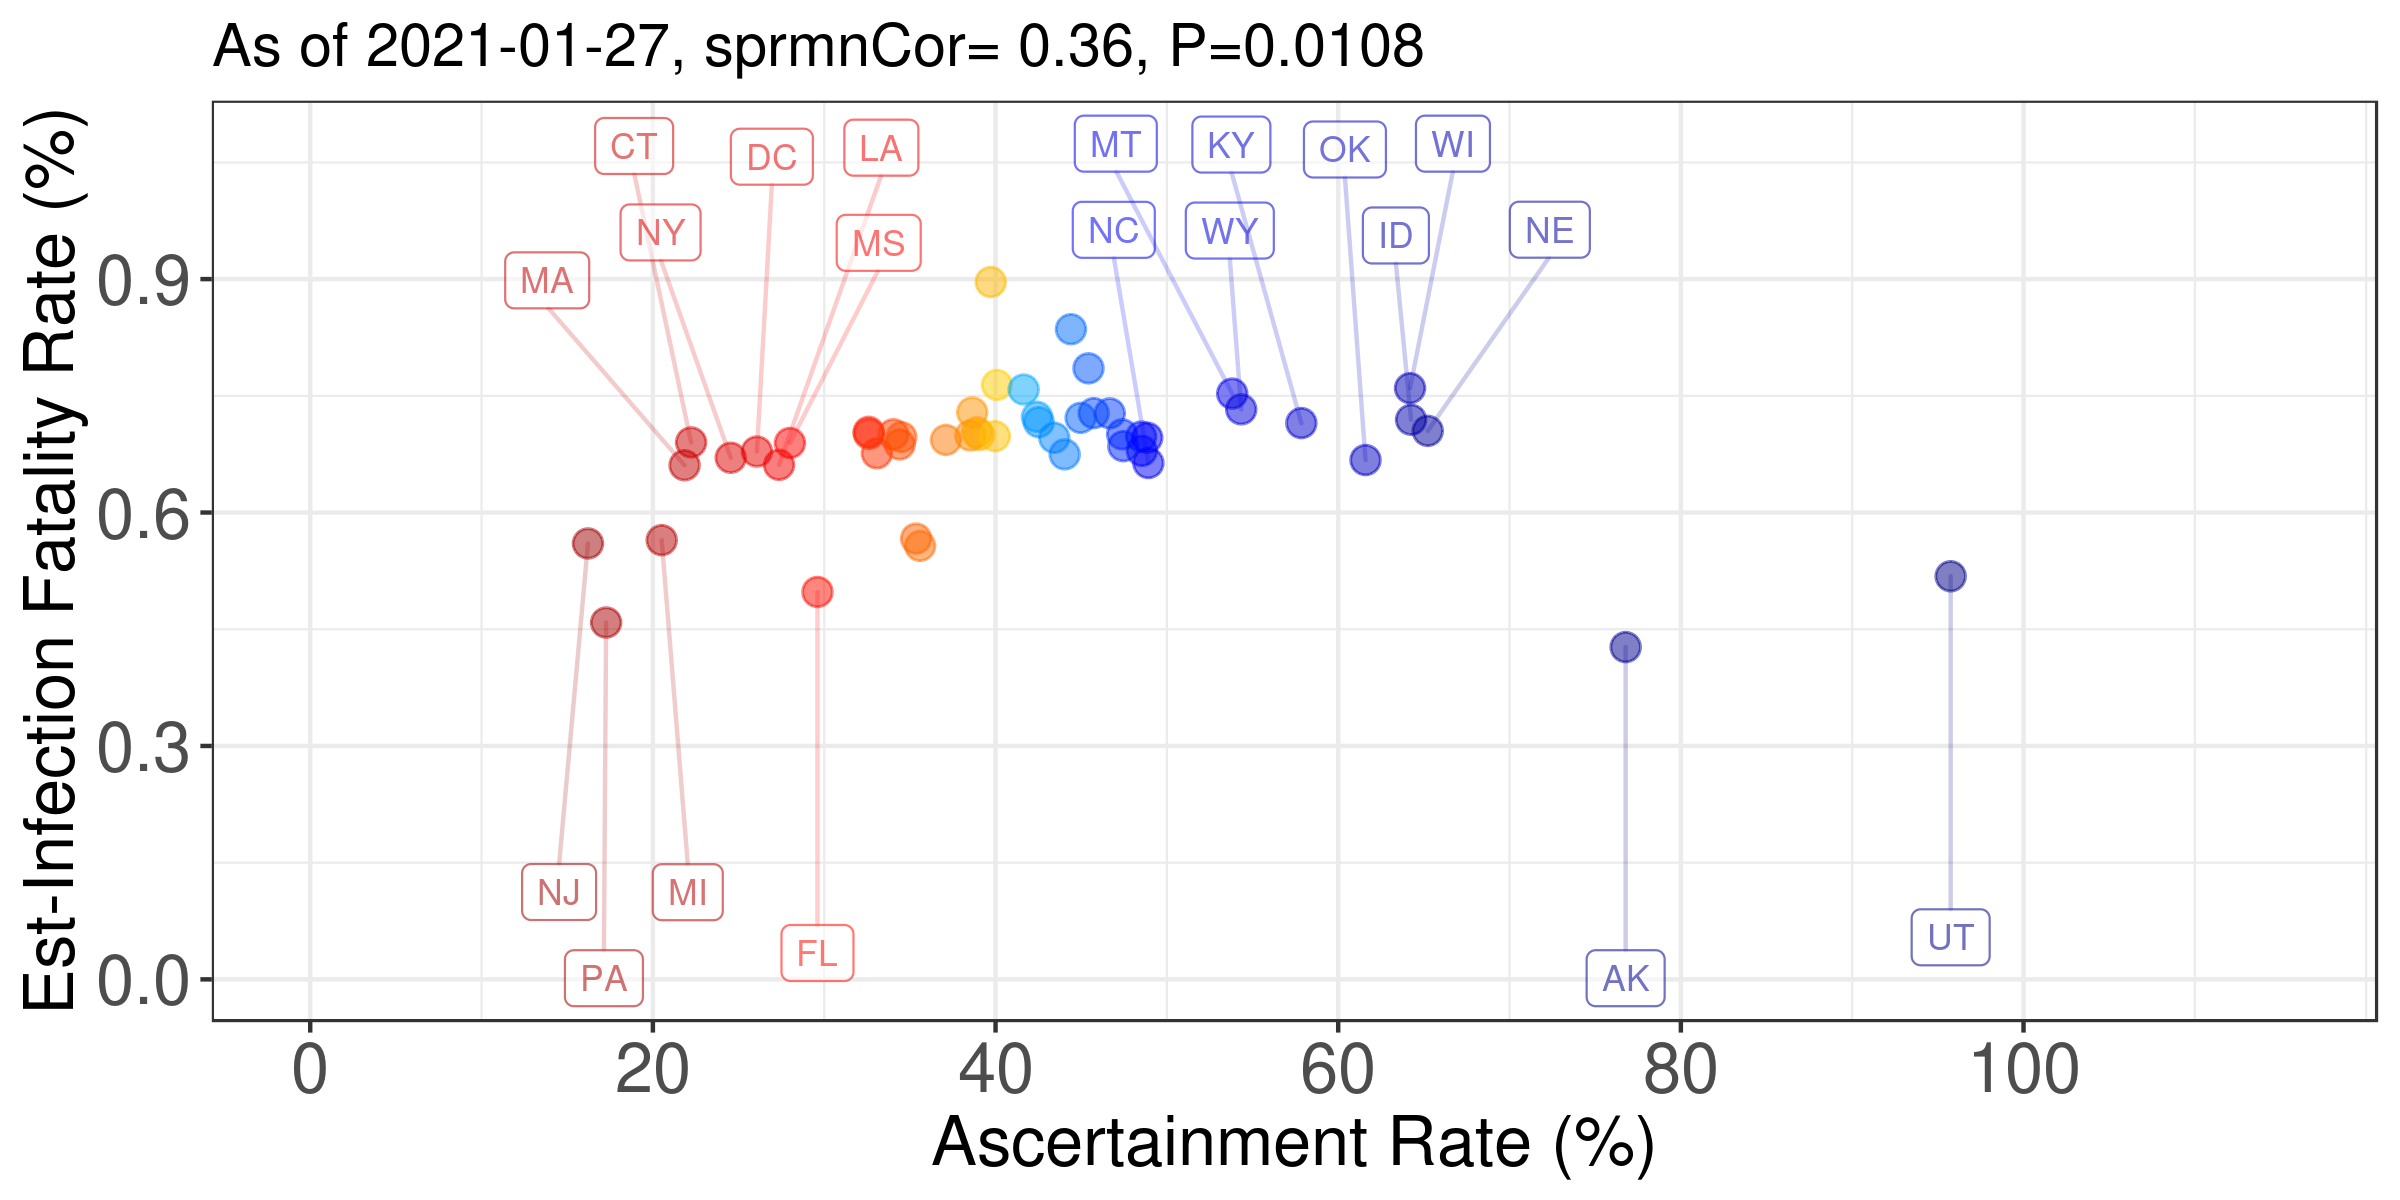 As of 2021-01-27, sprmnCor= 0.36, P=0.0108
Est-Infection Fatality Rate (%)
0.9
0.6
0.3
0.0
CT
DC
LA
MT
KY
OK
WI
NY
MS
NC
WY
ID
NE
MA
NJ
MI
PA
FL
AK
UT
0
20
40
60
80
100
Ascertainment Rate (%)